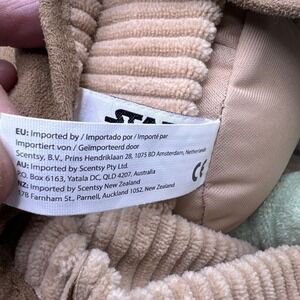 STA
EU: Imported by / Importado por / Importé par
Importiert von / Geïmporteerd door
Scentsy, B.V., Prins Hendriklaan 28, 1075 BD Amsterdam, Netherlands
AU: Imported by Scentsy Pty Ltd.
P.O. Box 6163, Yatala DC, QLD 4207, Australia
NZ: Imported by Scentsy New Zealand
17B Farnham St., Parnell, Auckland 1052, New Zealand
CE